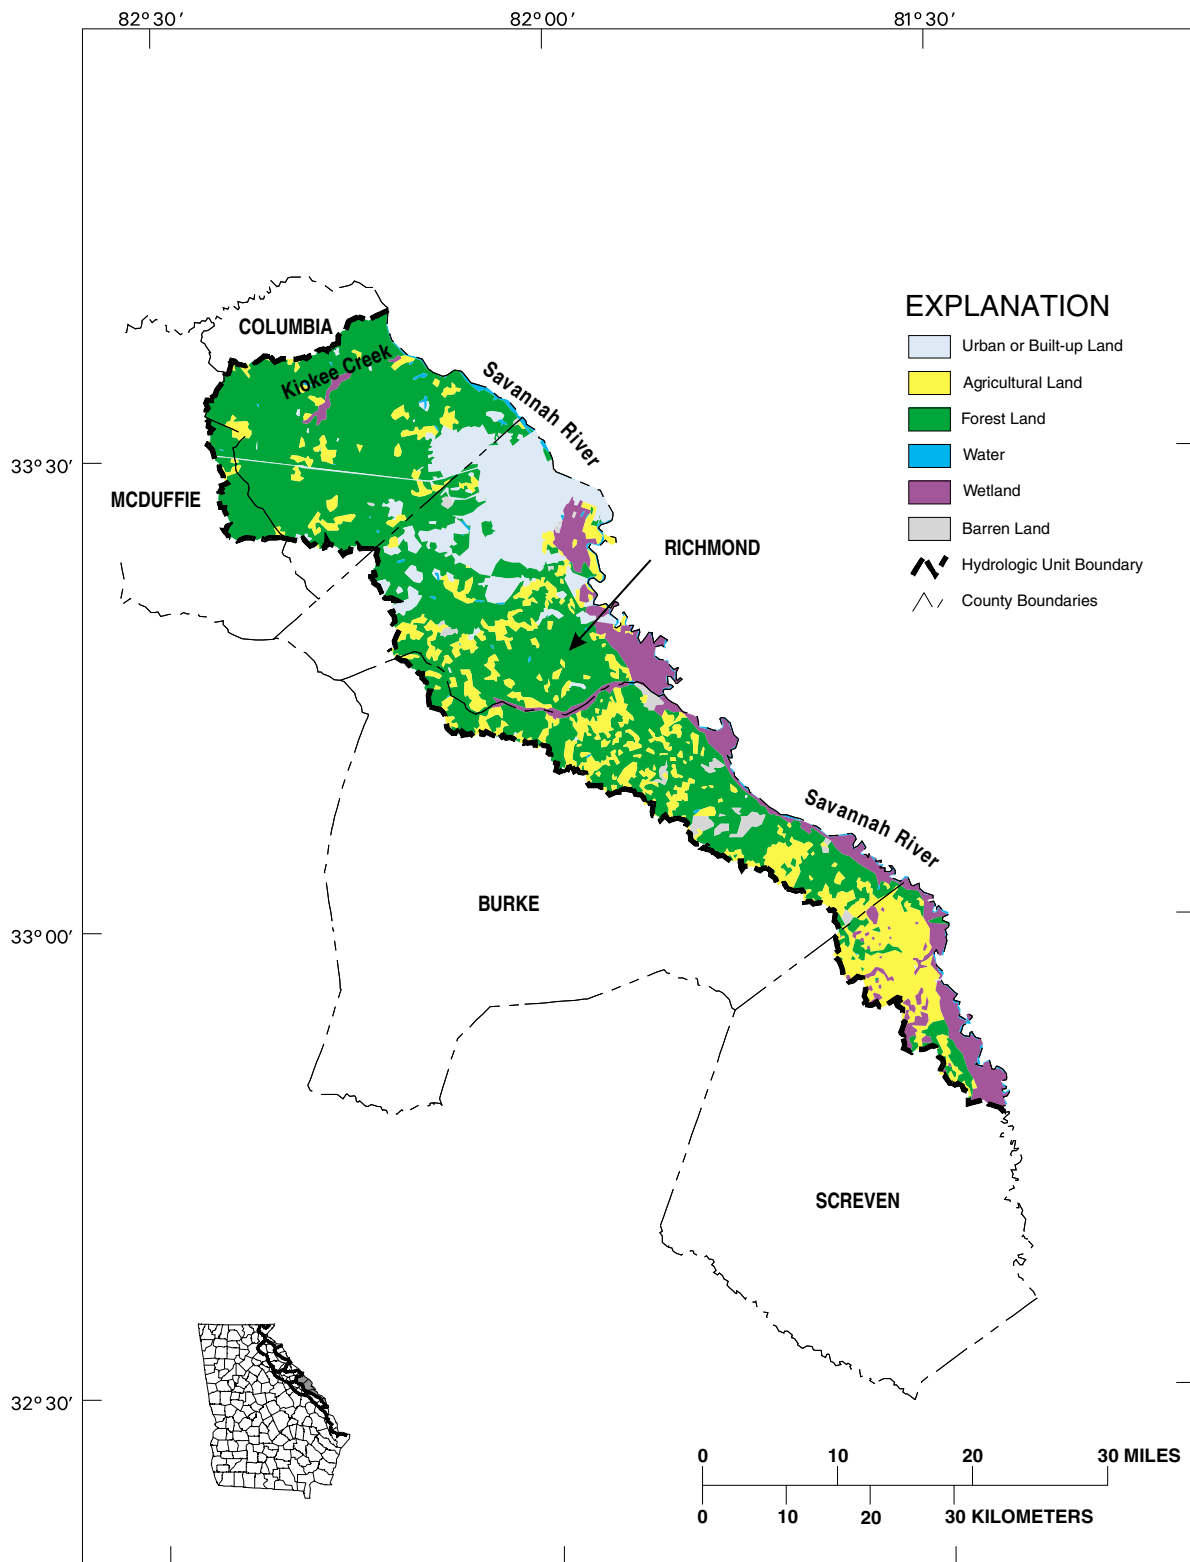 82° 30'
82° 00'
81° 30'
COLUMBIA
Kiokee Creek
Savannah River
EXPLANATION
Urban or Built-up Land
Agricultural Land
Forest Land
Water
Wetland
Barren Land
Hydrologic Unit Boundary
County Boundaries
33° 30'
MCDUFFIE
RICHMOND
Savannah River
BURKE
33° 00'
SCREVEN
32° 30'
0 10 20 30 MILES
0 10 20 30 KILOMETERS